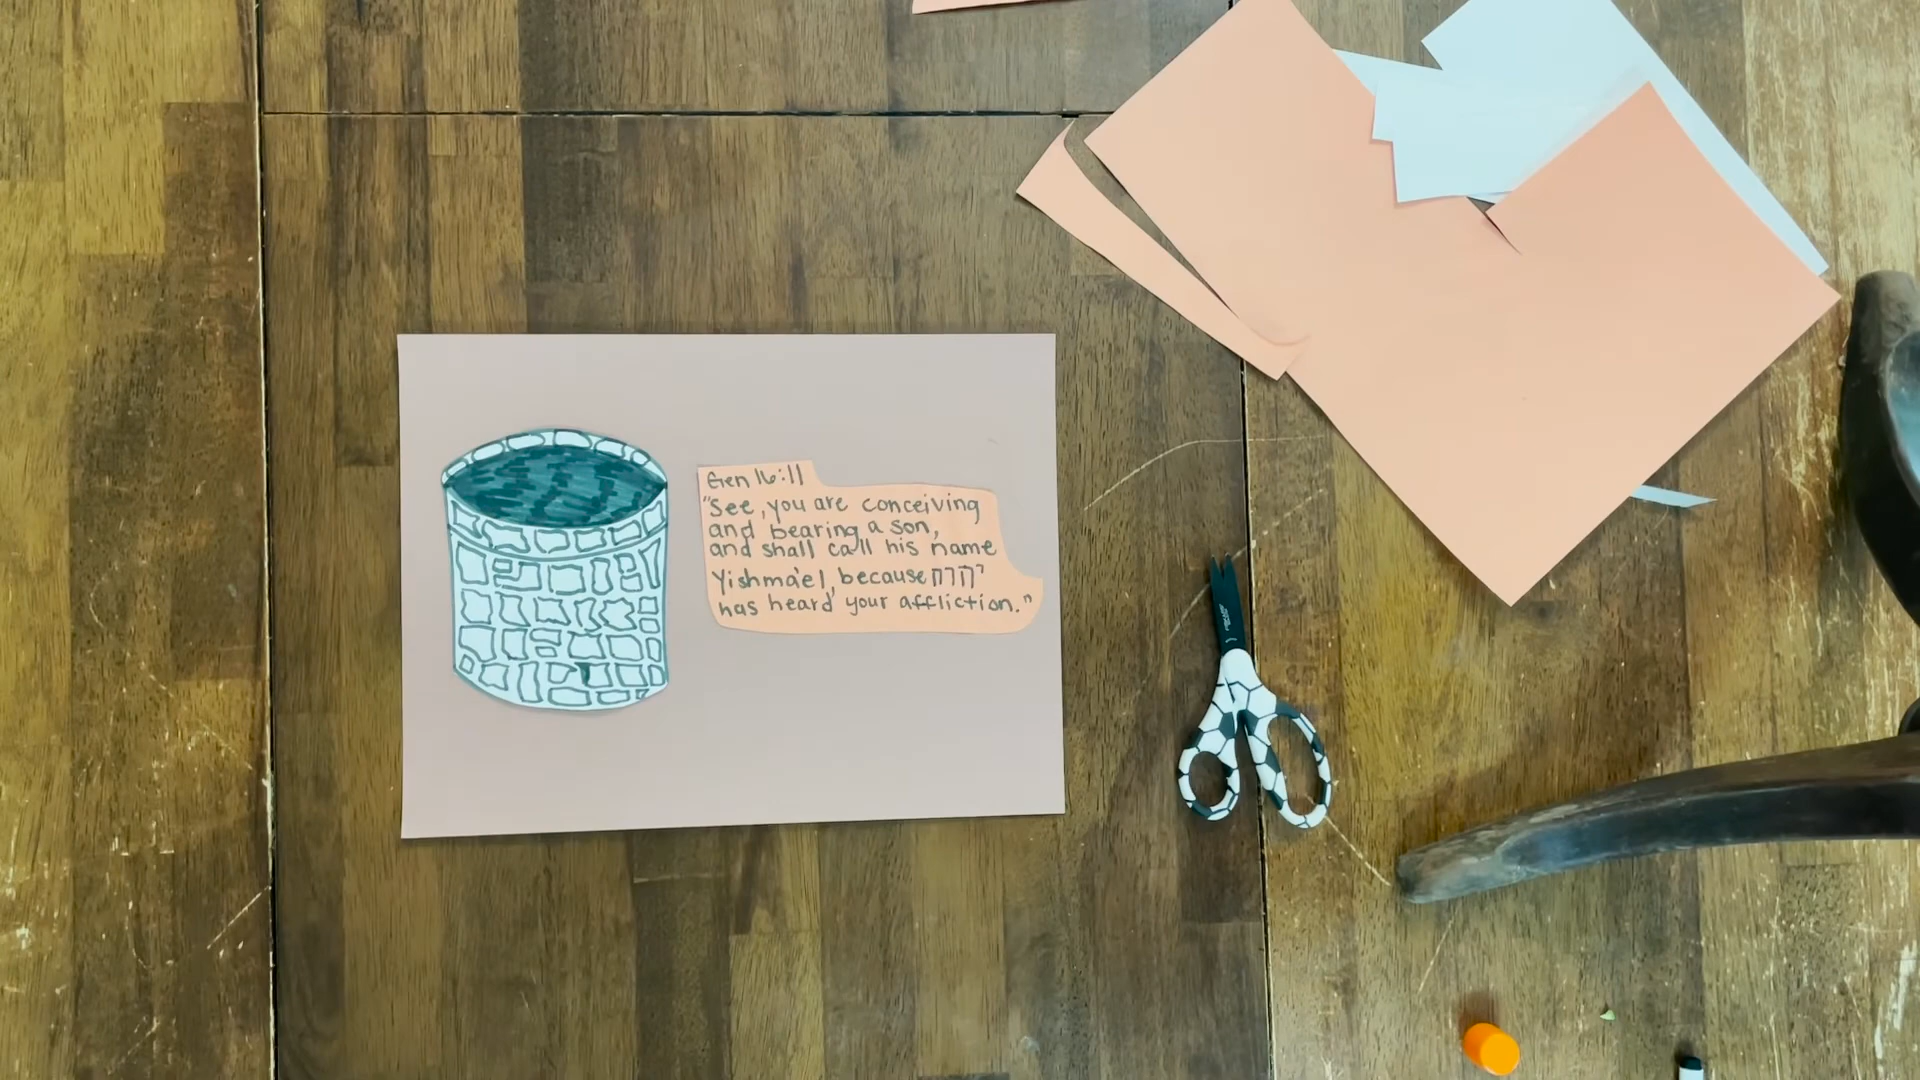 Gen 16:11
"See, you are conceiving
and bearing a son,
and shall call his name
Yishma'el, because יהוה
has heard your affliction."